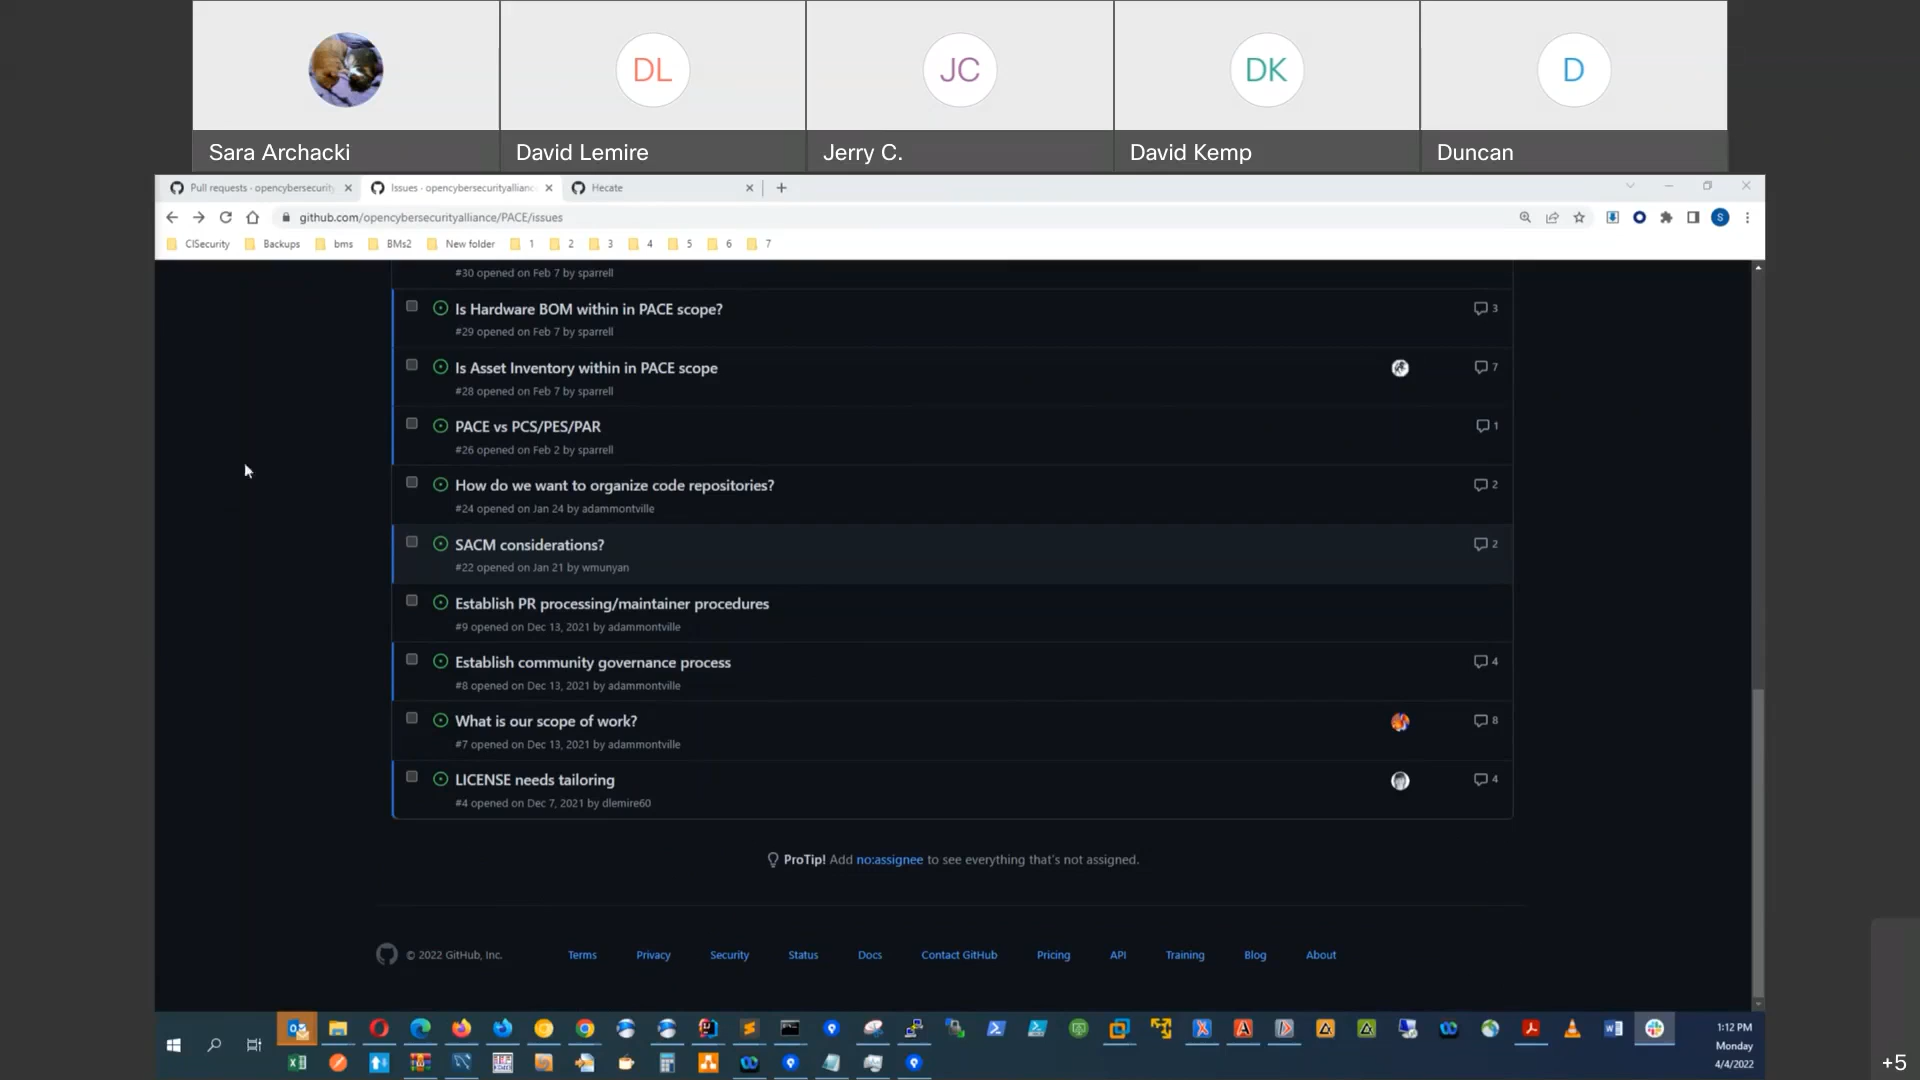 DL
JC
DK
D
Sara Archacki
David Lemire
Jerry C.
David Kemp
Duncan
Pull requests - opencybersecurity
Issues - opencybersecurityallianc
Hecate
github.com/opencybersecurityalliance/PACE/issues
S
CISecurity
Backups
bms
BMs2
New folder
1
2
3
4
5
6
7
#30 opened on Feb 7 by sparrell
Is Hardware BOM within in PACE scope?
3
#29 opened on Feb 7 by sparrell
Is Asset Inventory within in PACE scope
7
#28 opened on Feb 7 by sparrell
PACE vs PCS/PES/PAR
1
#26 opened on Feb 2 by sparrell
How do we want to organize code repositories?
2
#24 opened on Jan 24 by adammontville
SACM considerations?
2
#22 opened on Jan 21 by wmunyan
Establish PR processing/maintainer procedures
#9 opened on Dec 13, 2021 by adammontville
Establish community governance process
4
#8 opened on Dec 13, 2021 by adammontville
What is our scope of work?
8
#7 opened on Dec 13, 2021 by adammontville
LICENSE needs tailoring
4
#4 opened on Dec 7, 2021 by dlemire60
ProTip! Add no:assignee to see everything that's not assigned.
© 2022 GitHub, Inc.
Terms
Privacy
Security
Status
Docs
Contact GitHub
Pricing
API
Training
Blog
About
1:12 PM
Monday
4/4/2022
+5